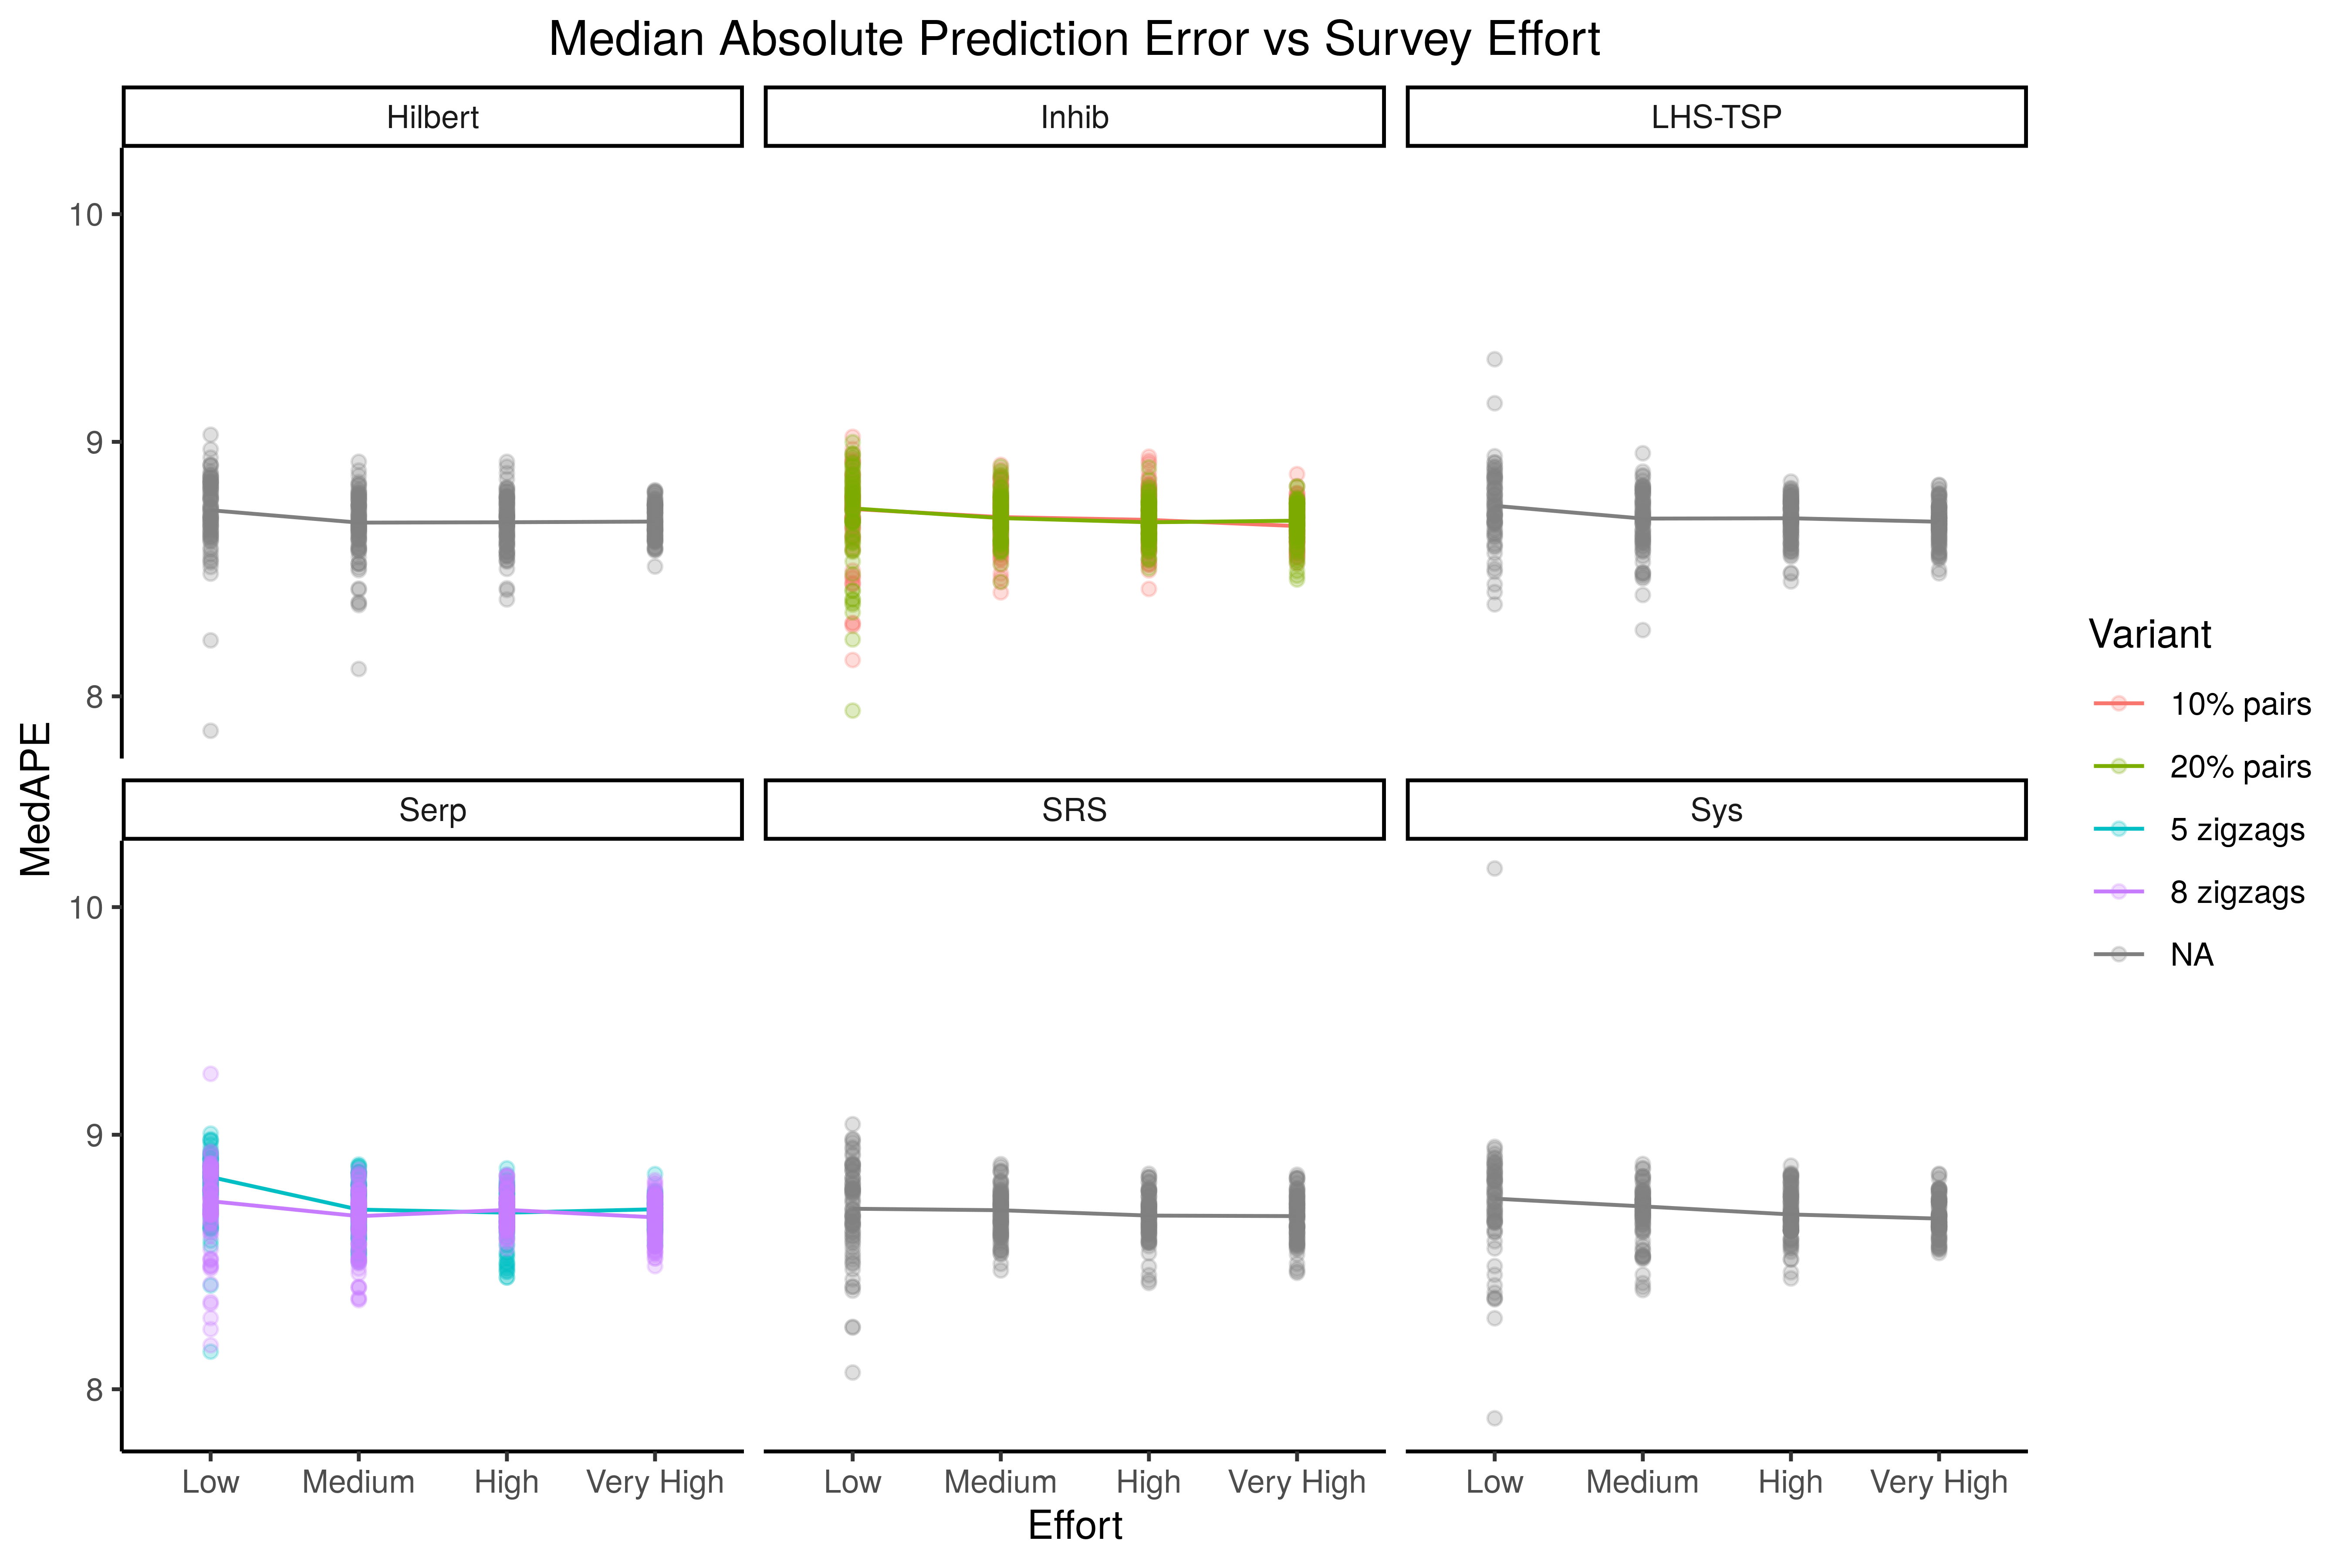 Median Absolute Prediction Error vs Survey Effort
Hilbert
Inhib
LHS-TSP
10
9
8
Serp
SRS
Sys
10
9
8
MedAPE
Low Medium High Very High
Low Medium High Very High
Low Medium High Very High
Effort
Variant
10% pairs
20% pairs
5 zigzags
8 zigzags
NA